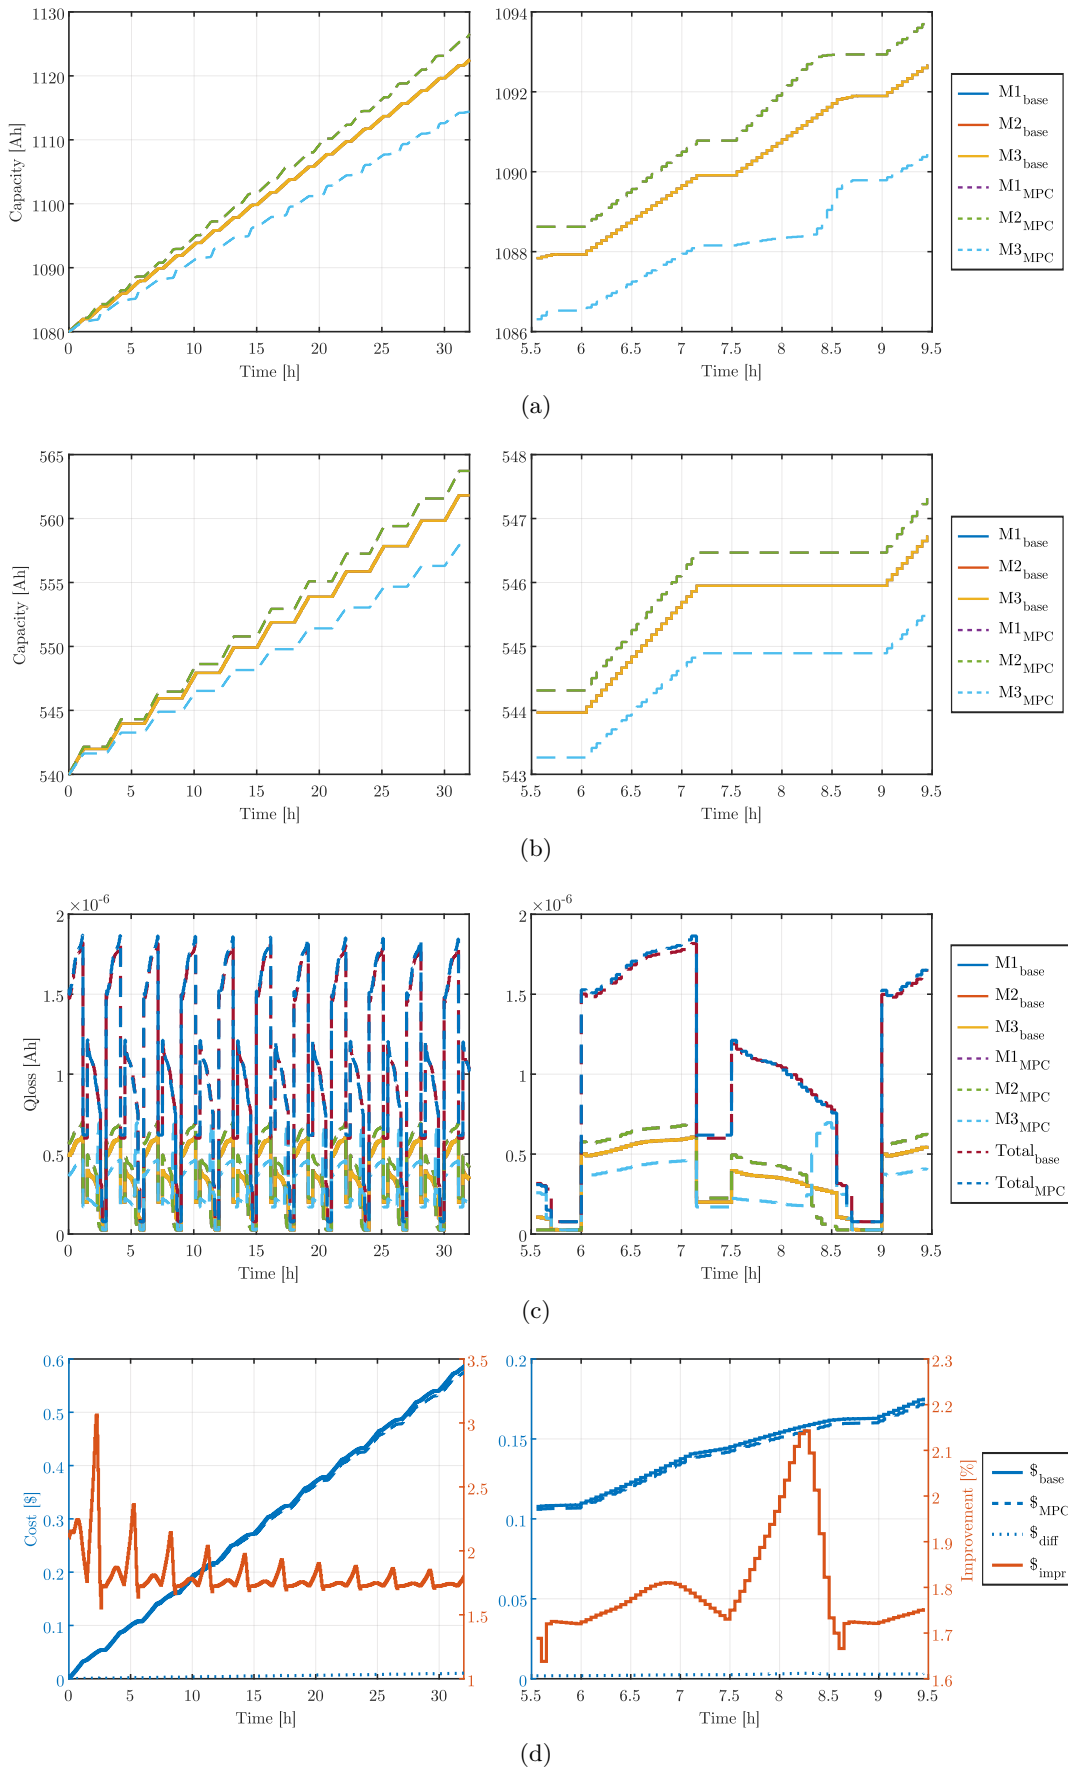 1130
1120
1110
1100
1090
1080
Capacity [Ah]
0 5 10 15 20 25 30
Time [h]
1094
1092
1090
1088
1086
5.5 6 6.5 7 7.5 8 8.5 9 9.5
Time [h]
M1base
M2base
M3base
M1MPC
M2MPC
M3MPC
(a)
565
560
555
550
545
540
Capacity [Ah]
0 5 10 15 20 25 30
Time [h]
548
547
546
545
544
543
5.5 6 6.5 7 7.5 8 8.5 9 9.5
Time [h]
M1base
M2base
M3base
M1MPC
M2MPC
M3MPC
(b)
×10-6
2
1.5
1
0.5
0
Qloss [Ah]
0 5 10 15 20 25 30
Time [h]
×10-6
2
1.5
1
0.5
0
5.5 6 6.5 7 7.5 8 8.5 9 9.5
Time [h]
M1base
M2base
M3base
M1MPC
M2MPC
M3MPC
Totalbase
TotalMPC
(c)
0.6
0.5
0.4
0.3
0.2
0.1
0
Cost [$]
3.5
3
2.5
2
1.5
1
0 5 10 15 20 25 30
Time [h]
0.2
0.15
0.1
0.05
0
2.3
2.2
2.1
2
1.9
1.8
1.7
1.6
Improvement [%]
5.5 6 6.5 7 7.5 8 8.5 9 9.5
Time [h]
$base
$MPC
$diff
$impr
(d)